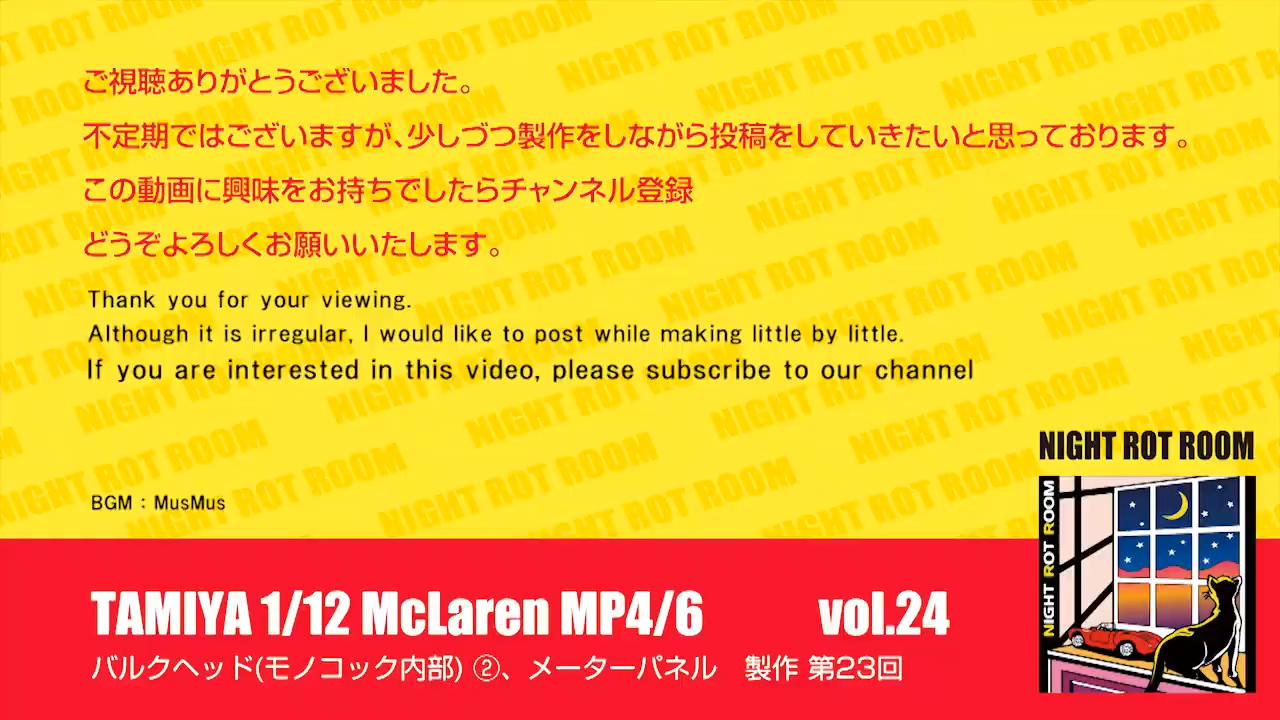 ご視聴ありがとうございました。
不定期ではございますが、少しづつ製作をしながら投稿をしていきたいと思っております。
この動画に興味をお持ちでしたらチャンネル登録
どうぞよろしくお願いいたします。
Thank you for your viewing.
Although it is irregular, I would like to post while making little by little.
If you are interested in this video, please subscribe to our channel
BGM：MusMus
NIGHT ROT ROOM
NIGHT ROT ROOM
TAMIYA 1/12 McLaren MP4/6 vol.24
バルクヘッド(モノコック内部) ②、メーターパネル　製作 第23回